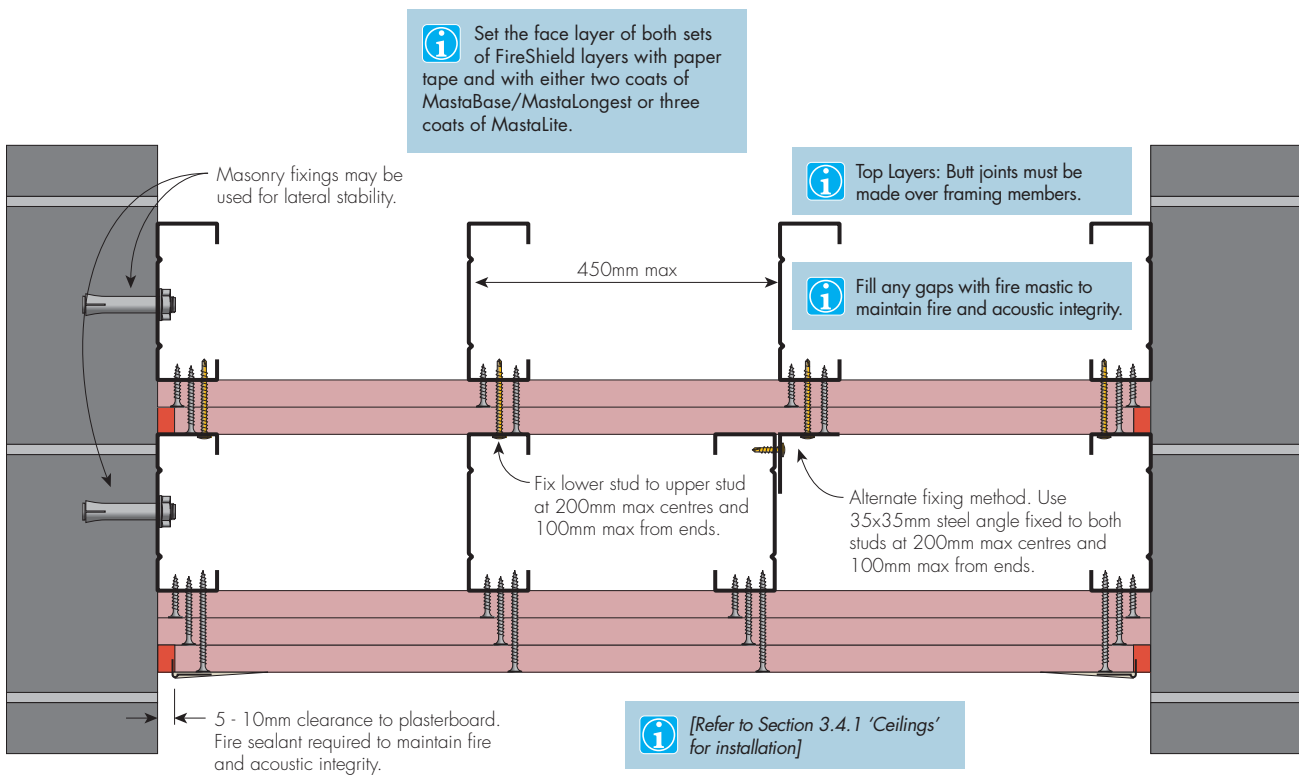 Set the face layer of both sets
of FireShield layers with paper
tape and with either two coats of
MastaBase/MastaLongest or three
coats of MastaLite.
Masonry fixings may be
used for lateral stability.
Top Layers: Butt joints must be
made over framing members.
450mm max
Fill any gaps with fire mastic to
maintain fire and acoustic integrity.
Fix lower stud to upper stud
at 200mm max centres and
100mm max from ends.
Alternate fixing method. Use
35x35mm steel angle fixed to both
studs at 200mm max centres and
100mm max from ends.
5 - 10mm clearance to plasterboard.
Fire sealant required to maintain fire
and acoustic integrity.
[Refer to Section 3.4.1 ‘Ceilings’
for installation]